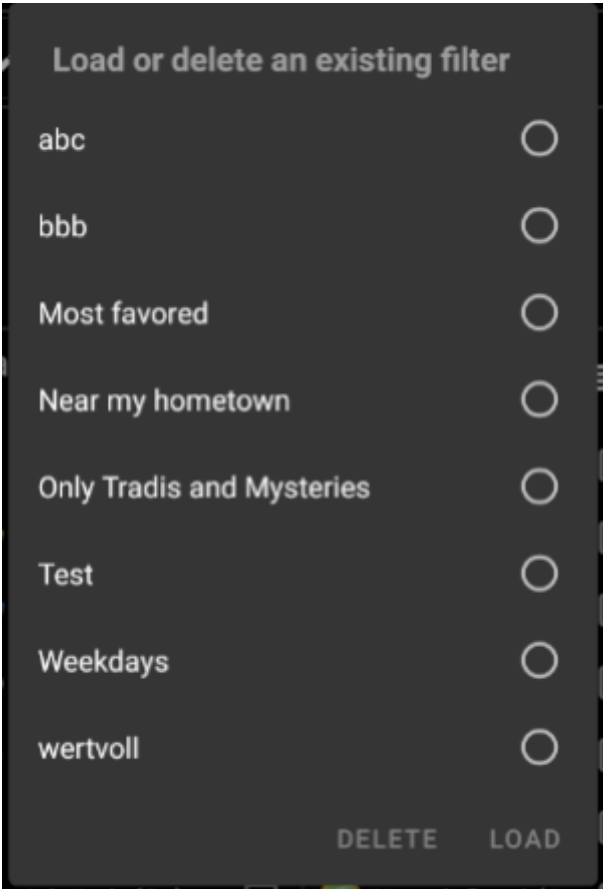 Load or delete an existing filter
abc
bbb
Most favored
Near my hometown
Only Tradis and Mysteries
Test
Weekdays
wertvoll
DELETE LOAD